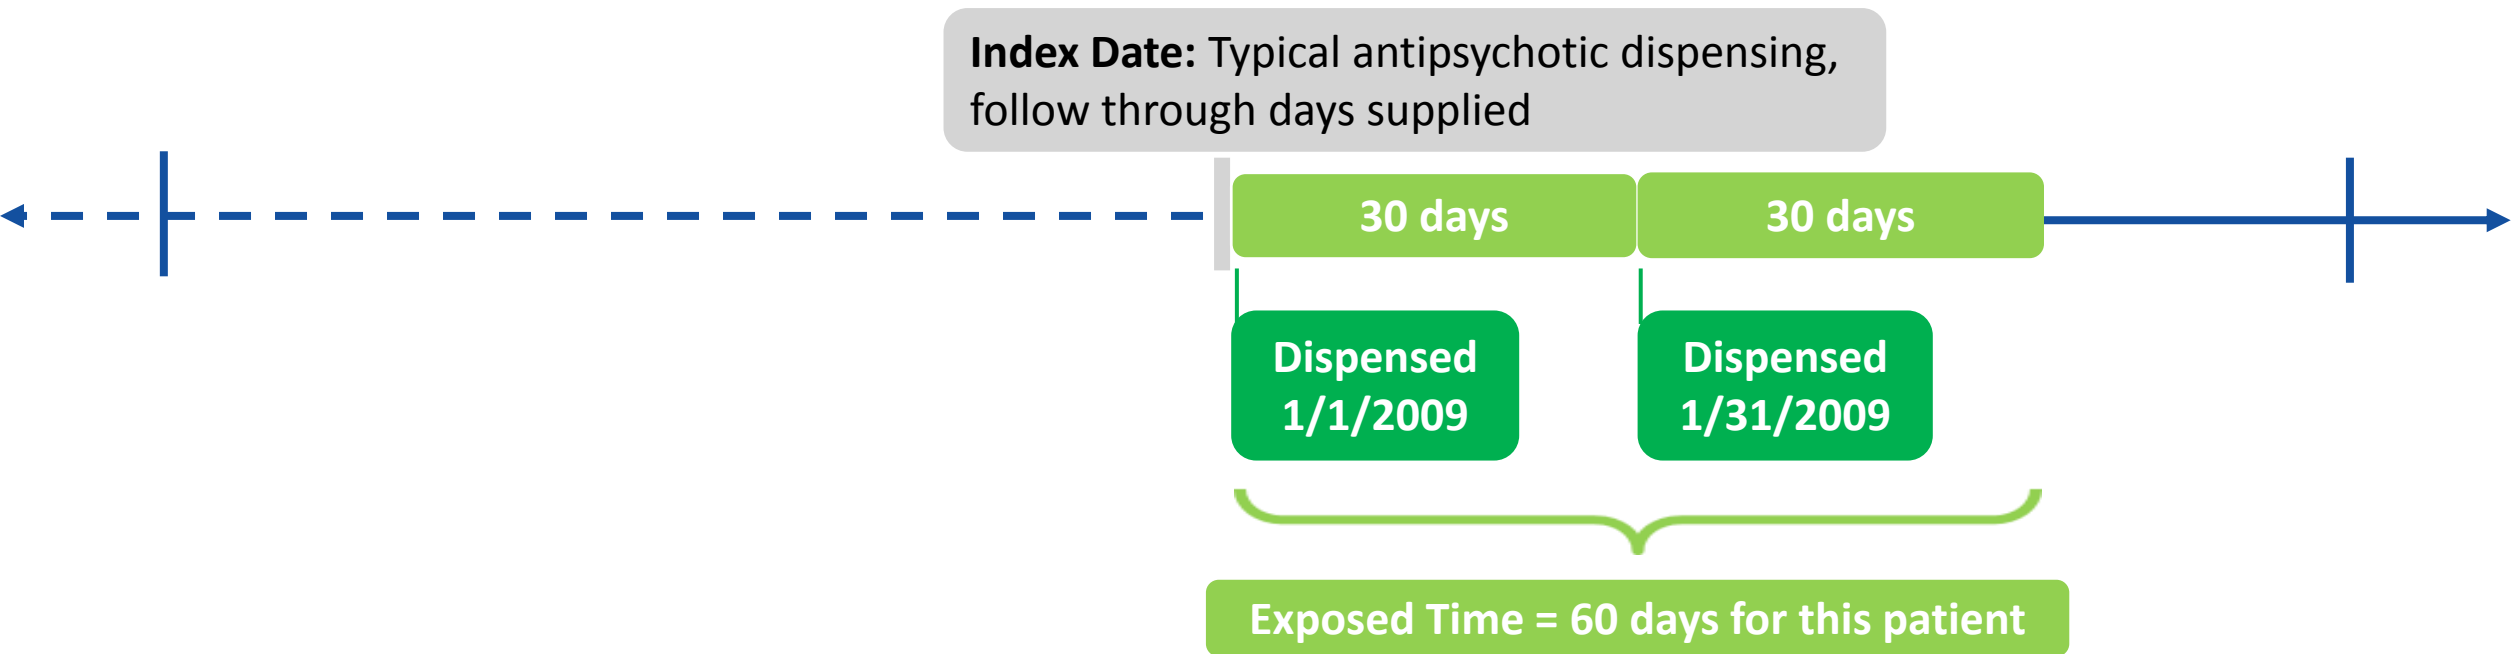 Index Date: Typical antipsychotic dispensing,
follow through days supplied
30 days
30 days
Dispensed
1/1/2009
Dispensed
1/31/2009
Exposed Time = 60 days for this patient